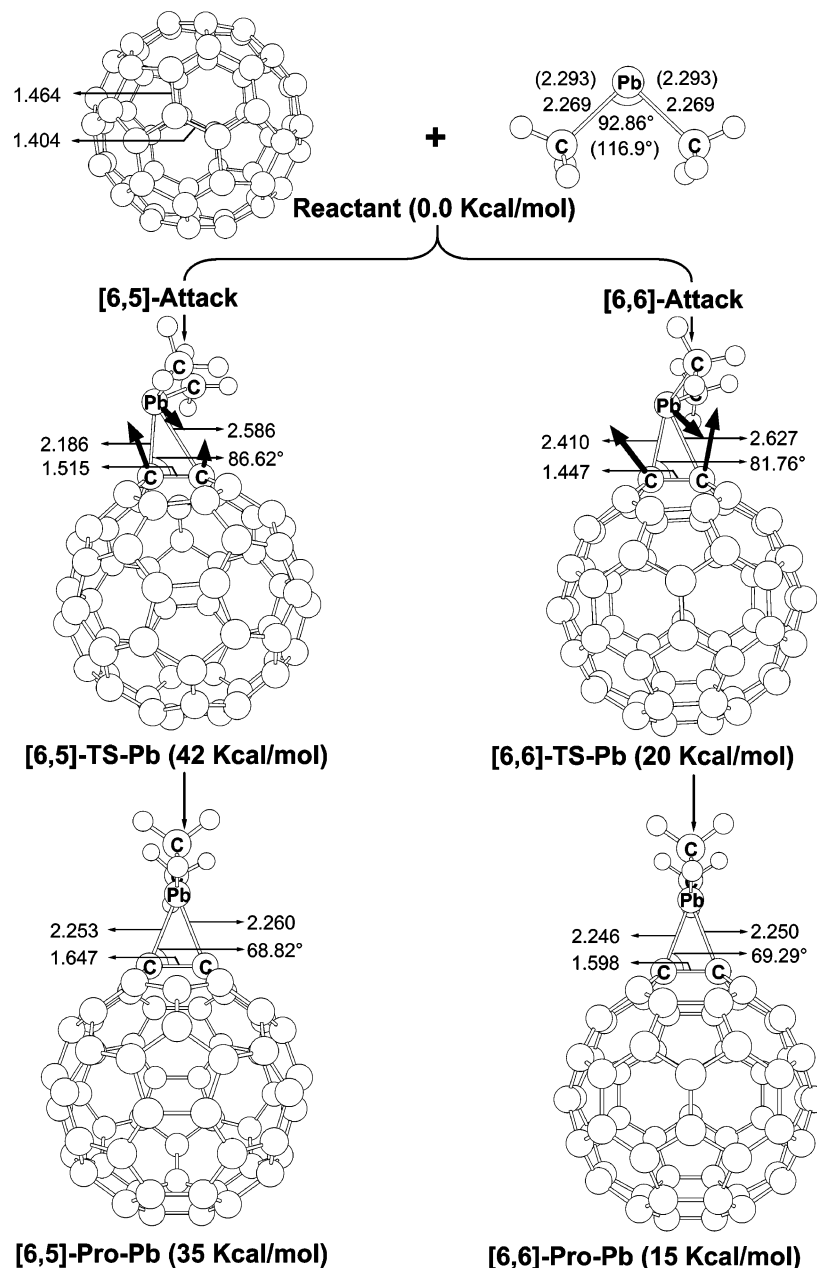 1.464
1.404
+
(2.293) Pb (2.293)
2.269 2.269
92.86°
C (116.9°) C
Reactant (0.0 Kcal/mol)
[6,5]-Attack
C
C
Pb
2.586
2.186
86.62°
1.515
C C
[6,5]-TS-Pb (42 Kcal/mol)
C
Pb
2.260
2.253
68.82°
1.647
C C
[6,5]-Pro-Pb (35 Kcal/mol)
[6,6]-Attack
C
C
Pb
2.410 2.627
81.76°
1.447
C C
[6,6]-TS-Pb (20 Kcal/mol)
C
Pb
2.246 2.250
69.29°
1.598
C C
[6,6]-Pro-Pb (15 Kcal/mol)